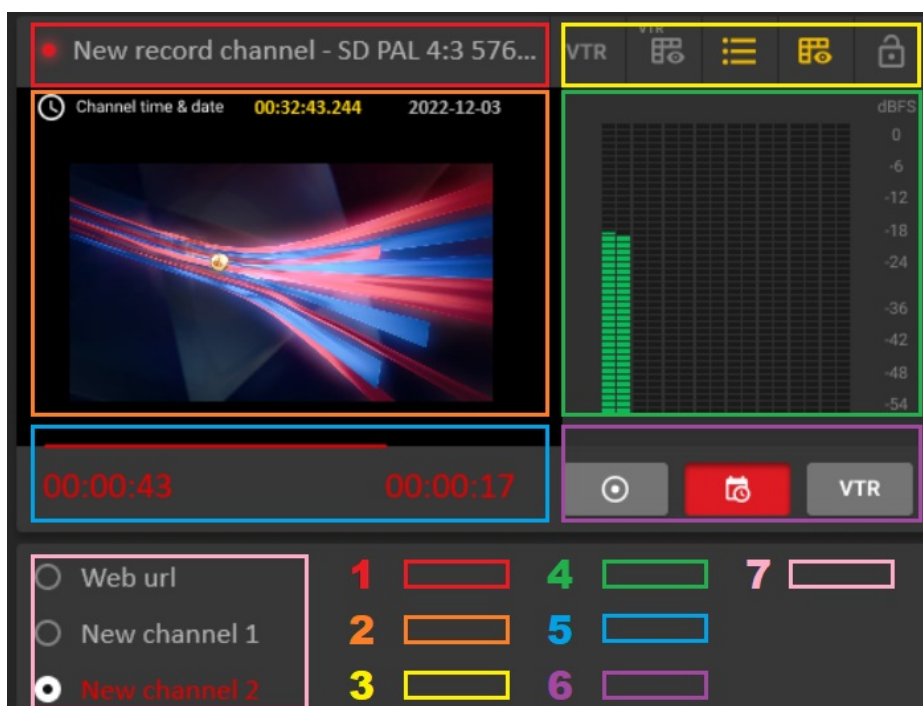 New record channel - SD PAL 4:3 576...
VTR
VTR
Channel time & date 00:32:43.244 2022-12-03
dBFS
0
-6
-12
-18
-24
-36
-42
-48
-54
00:00:43 00:00:17
VTR
Web url
New channel 1
New channel 2
1 4 7
2 5
3 6